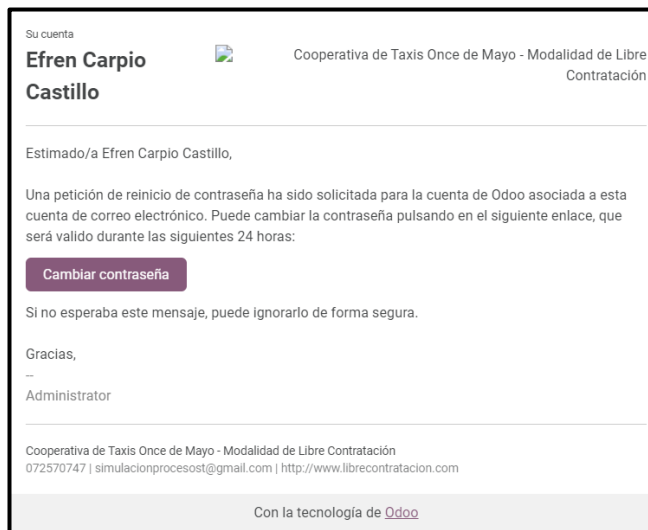 Su cuenta
Efren Carpio
Castillo
Cooperativa de Taxis Once de Mayo - Modalidad de Libre
Contratación
Estimado/a Efren Carpio Castillo,
Una petición de reinicio de contraseña ha sido solicitada para la cuenta de Odoo asociada a esta
cuenta de correo electrónico. Puede cambiar la contraseña pulsando en el siguiente enlace, que
será valido durante las siguientes 24 horas:
Cambiar contraseña
Si no esperaba este mensaje, puede ignorarlo de forma segura.
Gracias,
--
Administrator
Cooperativa de Taxis Once de Mayo - Modalidad de Libre Contratación
072570747 | simulacionprocesost@gmail.com | http://www.librecontratacion.com
Con la tecnología de Odoo